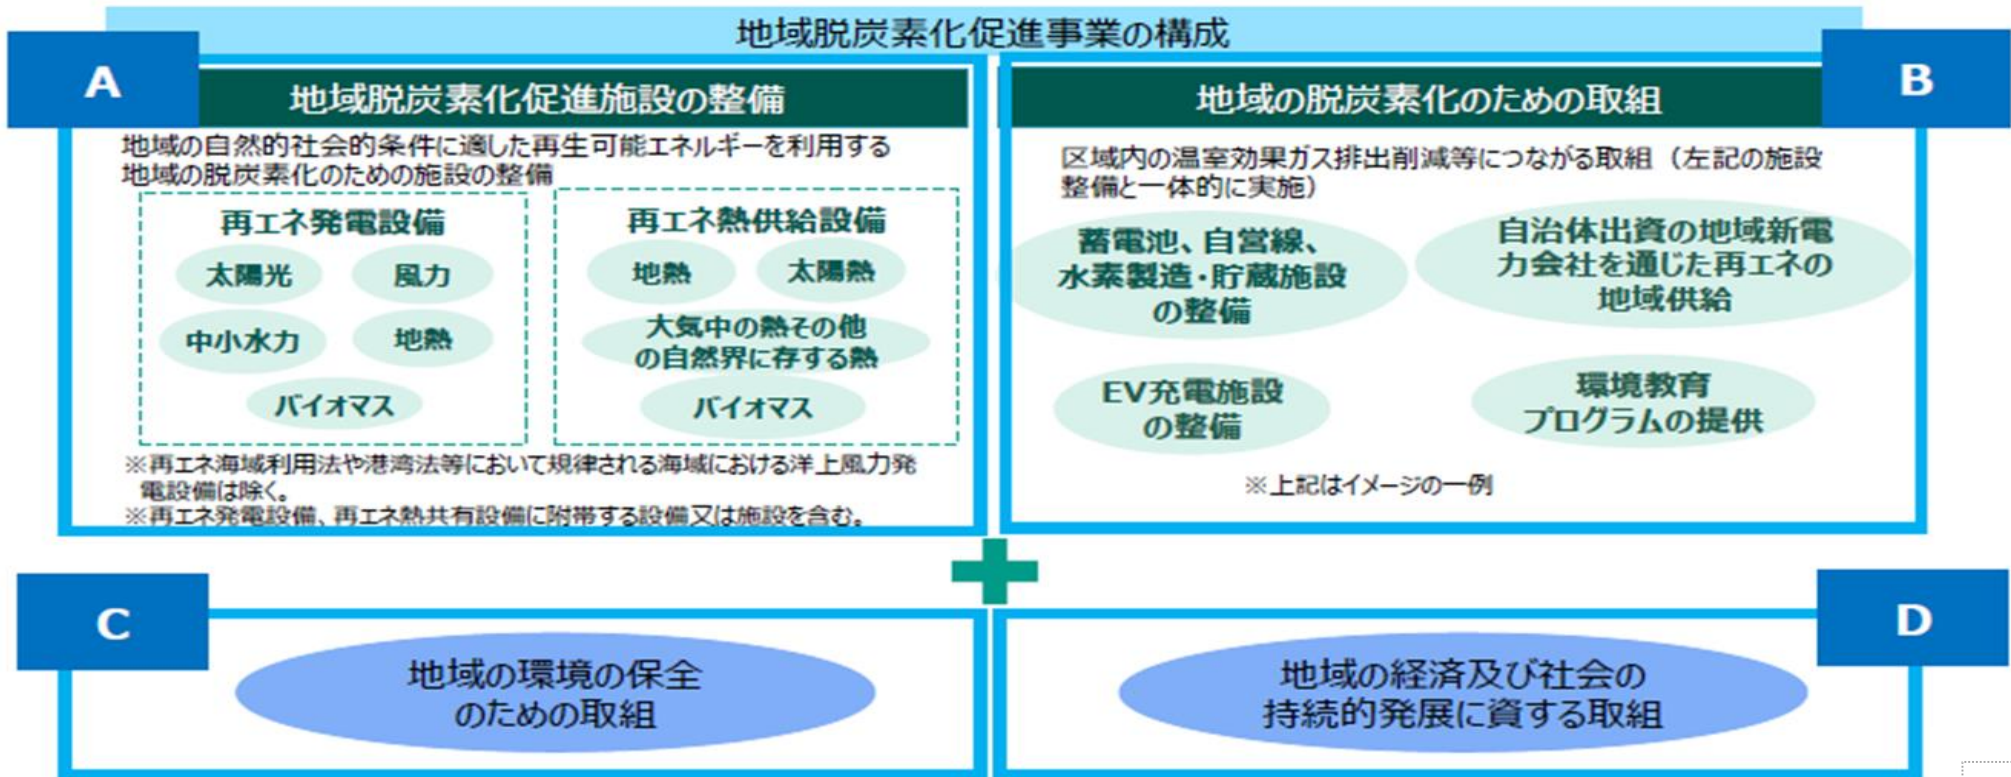 地域脱炭素化促進事業の構成
A
地域脱炭素化促進施設の整備
地域の自然的社会的条件に適した再生可能エネルギーを利用する
地域の脱炭素化のための施設の整備
再エネ発電設備
太陽光
風力
中小水力
地熱
バイオマス
再エネ熱供給設備
地熱
太陽熱
大気中の熱その他
の自然界に存する熱
バイオマス
※再エネ海域利用法や港湾法等において規律される海域における洋上風力発
電設備は除く。
※再エネ発電設備、再エネ熱共有設備に附帯する設備又は施設を含む。
B
地域の脱炭素化のための取組
区域内の温室効果ガス排出削減等につながる取組（左記の施設
整備と一体的に実施）
蓄電池、自営線、
水素製造・貯蔵施設
の整備
自治体出資の地域新電
力会社を通じた再エネの
地域供給
EV充電施設
の整備
環境教育
プログラムの提供
※上記はイメージの一例
C
地域の環境の保全
のための取組
D
地域の経済及び社会の
持続的発展に資する取組